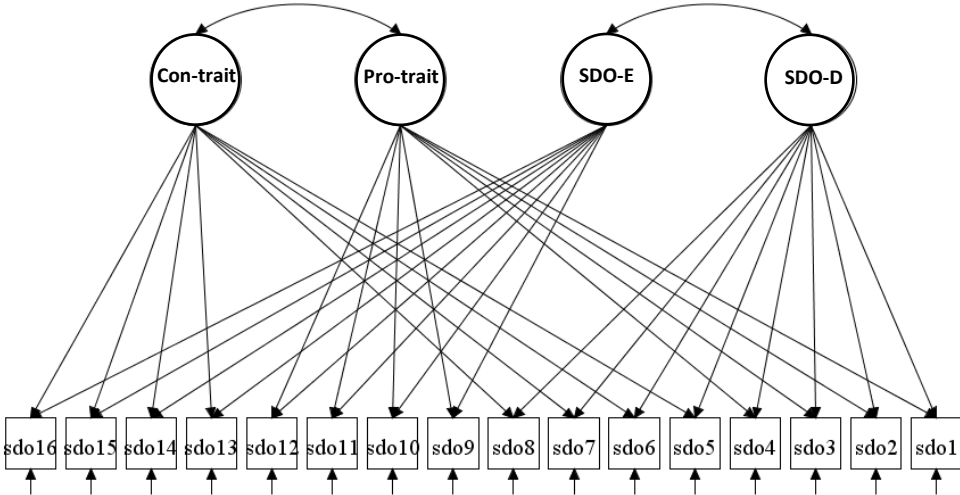 Con-trait
Pro-trait
SDO-E
SDO-D
sdo16 sdo15 sdo14 sdo13 sdo12 sdo11 sdo10 sdo9 sdo8 sdo7 sdo6 sdo5 sdo4 sdo3 sdo2 sdo1